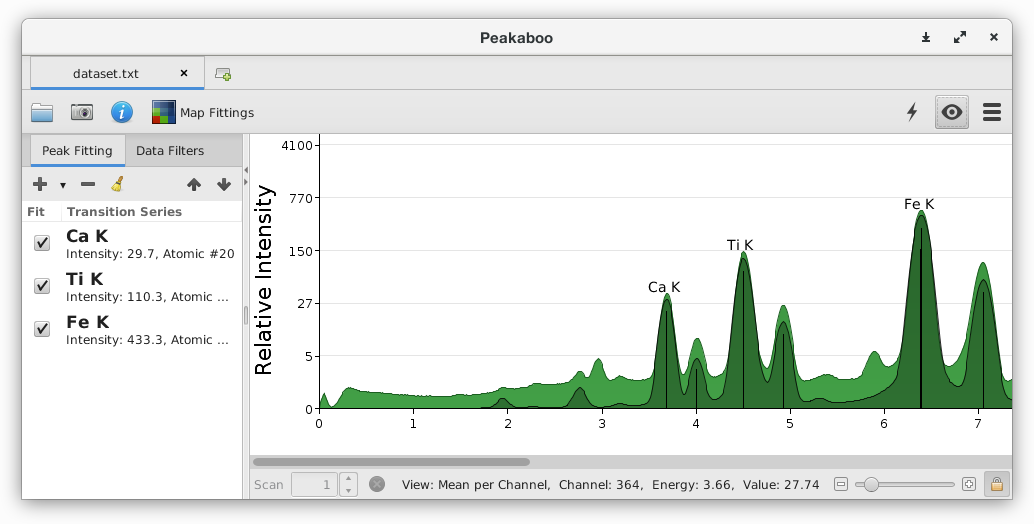 Peakaboo
dataset.txt
Map Fittings
Peak Fitting Data Filters
Fit Transition Series
Ca K
Intensity: 29.7, Atomic #20
Ti K
Intensity: 110.3, Atomic ...
Fe K
Intensity: 433.3, Atomic ...
Relative Intensity
4100
770
150
27
5
0
Ca K
Ti K
Fe K
0 1 2 3 4 5 6 7
Scan 1 View: Mean per Channel, Channel: 364, Energy: 3.66, Value: 27.74